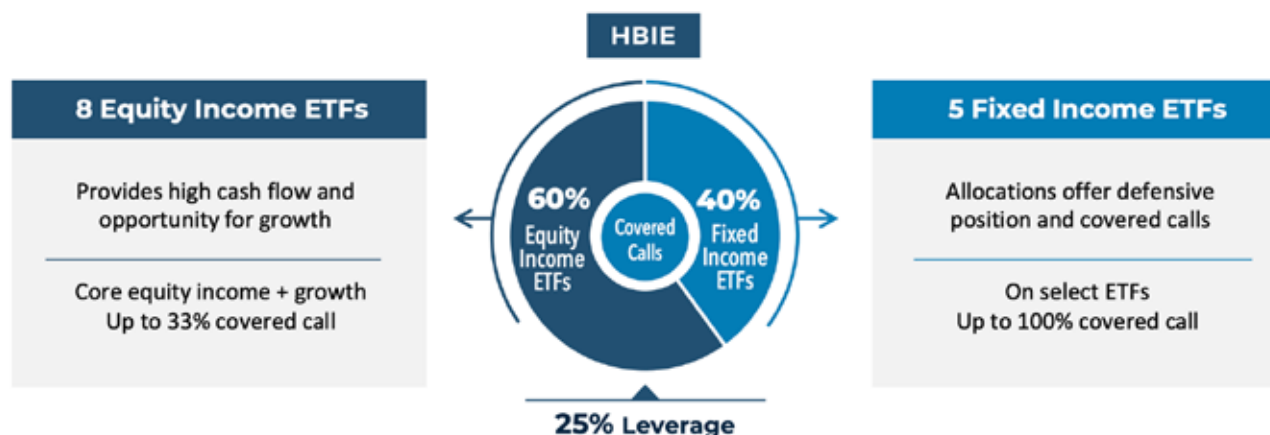 HBIE
8 Equity Income ETFs
Provides high cash flow and
opportunity for growth
Core equity income + growth
Up to 33% covered call
60%
Equity
Income
ETFs
Covered
Calls
40%
Fixed
Income
ETFs
5 Fixed Income ETFs
Allocations offer defensive
position and covered calls
On select ETFs
Up to 100% covered call
25% Leverage